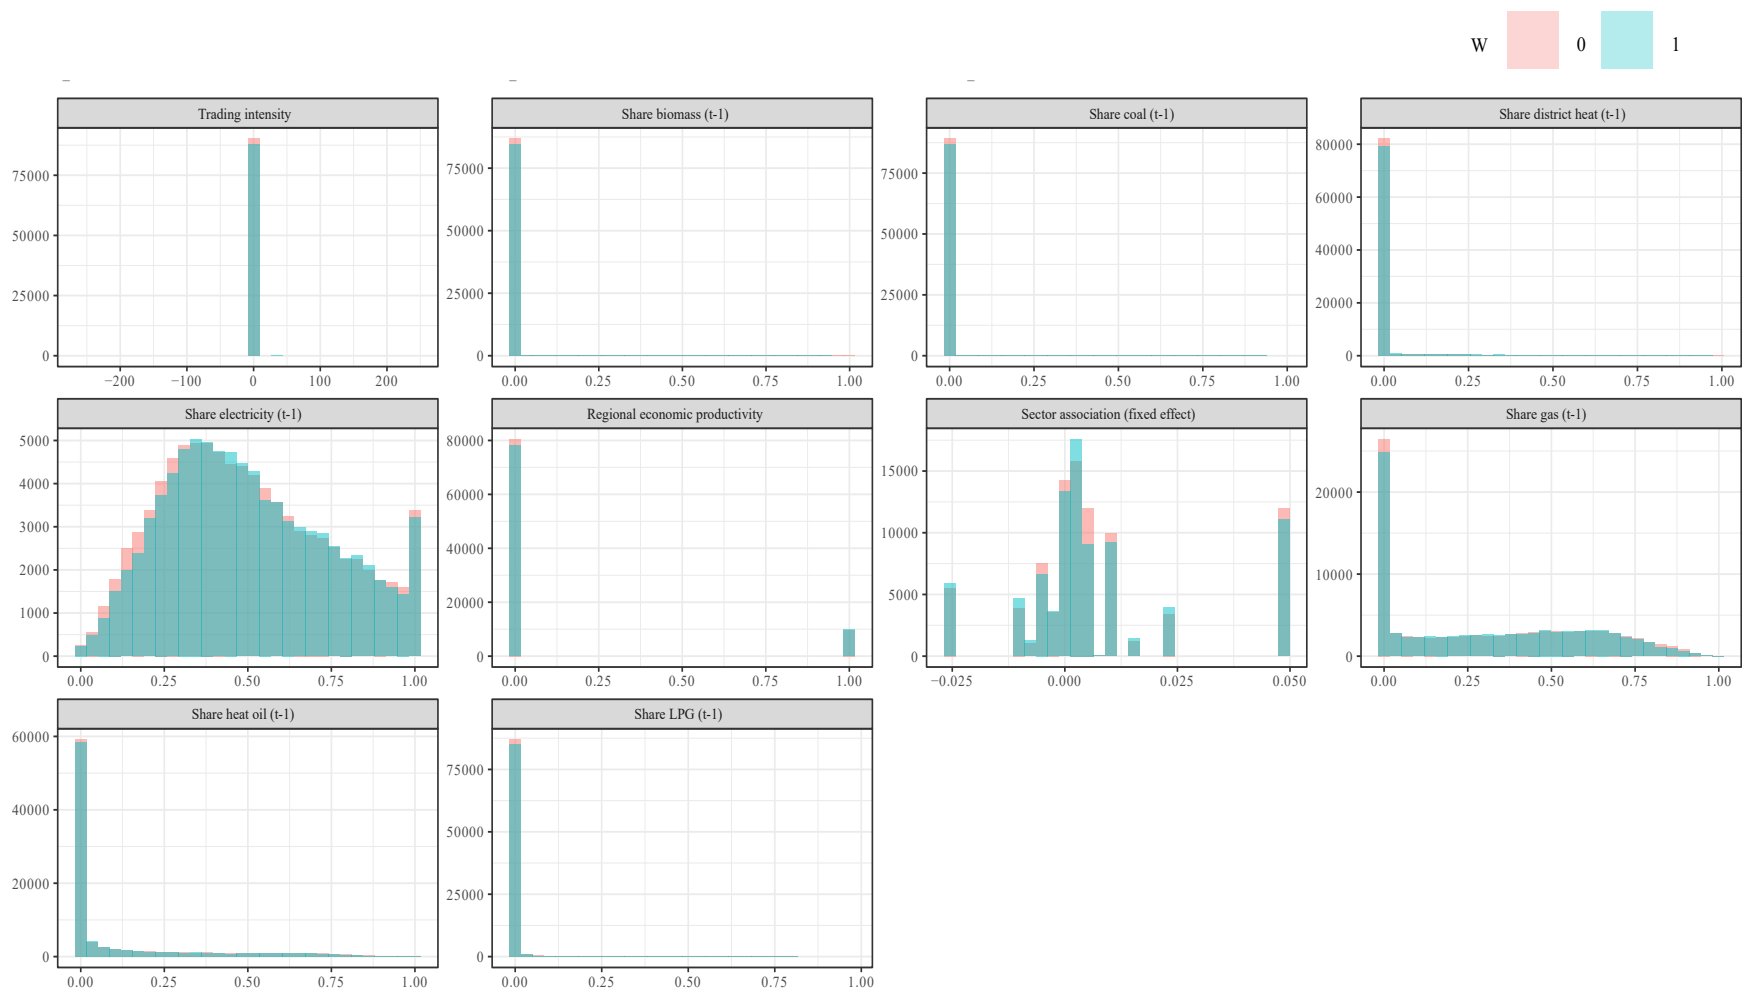 W 0 1
Trading intensity
Share biomass (t-1)
Share coal (t-1)
Share district heat (t-1)
75000
50000
25000
0
−200 −100 0 100 200
75000
50000
25000
0
0.00 0.25 0.50 0.75 1.00
75000
50000
25000
0
0.00 0.25 0.50 0.75 1.00
80000
60000
40000
20000
0
0.00 0.25 0.50 0.75 1.00
Share electricity (t-1)
Regional economic productivity
Sector association (fixed effect)
Share gas (t-1)
5000
4000
3000
2000
1000
0
0.00 0.25 0.50 0.75 1.00
80000
60000
40000
20000
0
0.00 0.25 0.50 0.75 1.00
15000
10000
5000
0
−0.025 0.000 0.025 0.050
20000
10000
0
0.00 0.25 0.50 0.75 1.00
Share heat oil (t-1)
Share LPG (t-1)
60000
40000
20000
0
0.00 0.25 0.50 0.75 1.00
75000
50000
25000
0
0.00 0.25 0.50 0.75 1.00